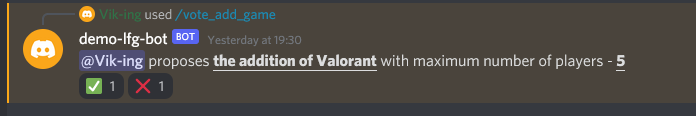 Vik-ing used /vote_add_game
demo-lfg-bot BOT Yesterday at 19:30
@Vik-ing proposes the addition of Valorant with maximum number of players - 5
1 1